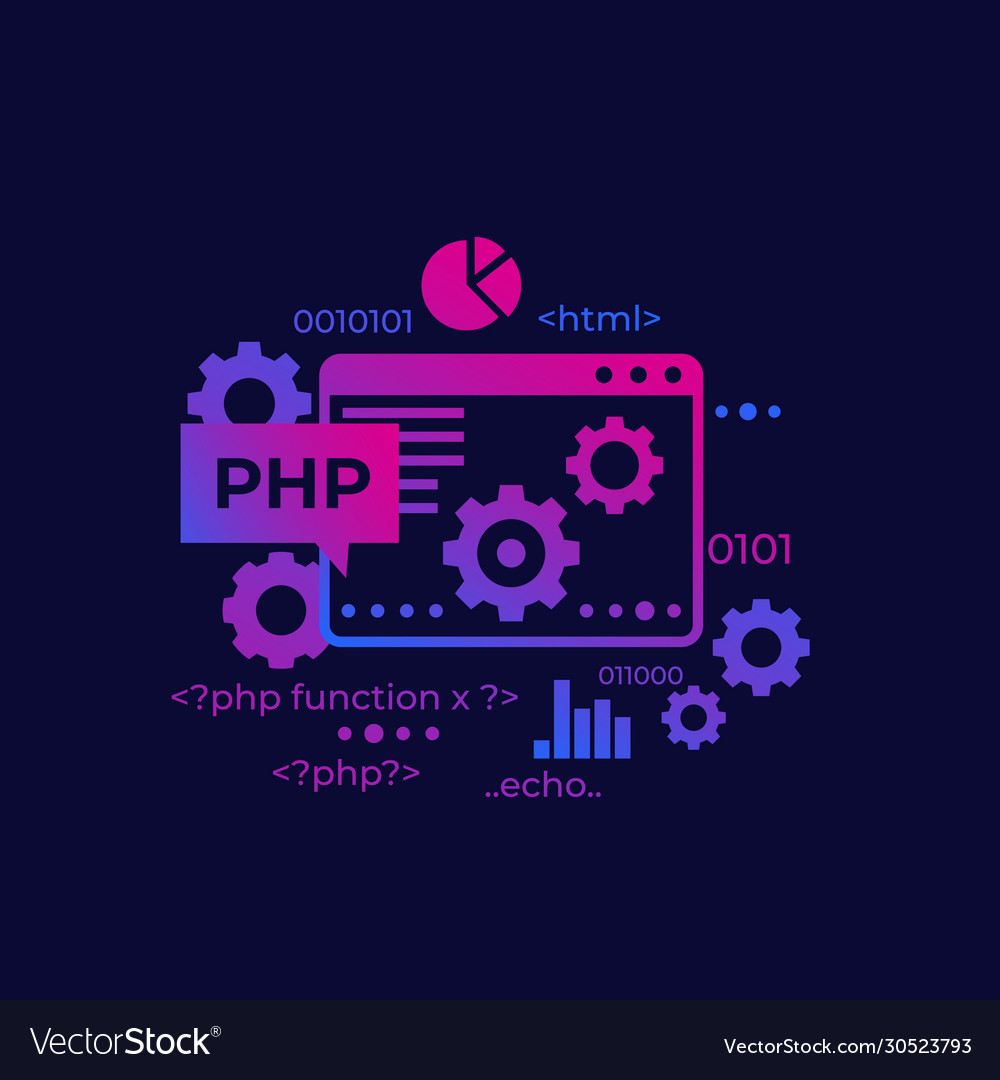 0010101
<html>
PHP
0101
011000
<?php function x ?>
<?php?>
..echo..
VectorStock®
VectorStock.com/30523793